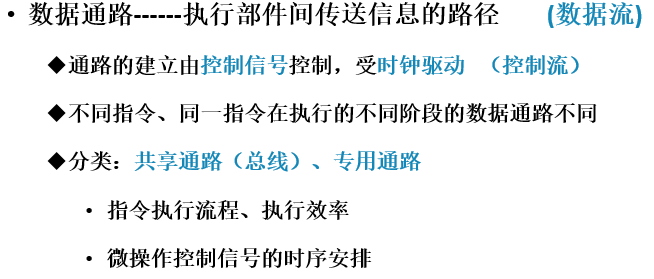 • 数据通路------执行部件间传送信息的路径 (数据流)
◆通路的建立由控制信号控制，受时钟驱动 （控制流）
◆不同指令、同一指令在执行的不同阶段的数据通路不同
◆分类：共享通路（总线）、专用通路
• 指令执行流程、执行效率
• 微操作控制信号的时序安排